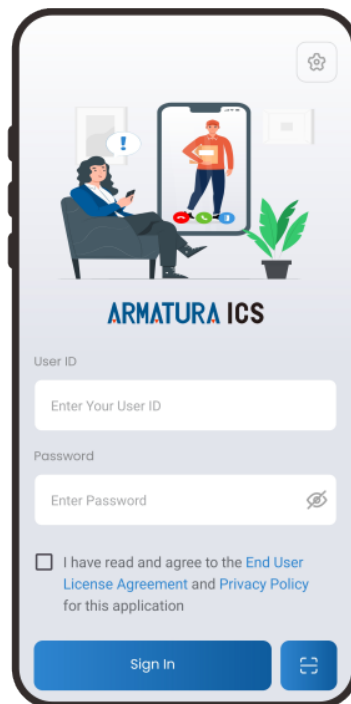 ARMATURA ICS
User ID
Enter Your User ID
Password
Enter Password
I have read and agree to the End User
License Agreement and Privacy Policy
for this application
Sign In